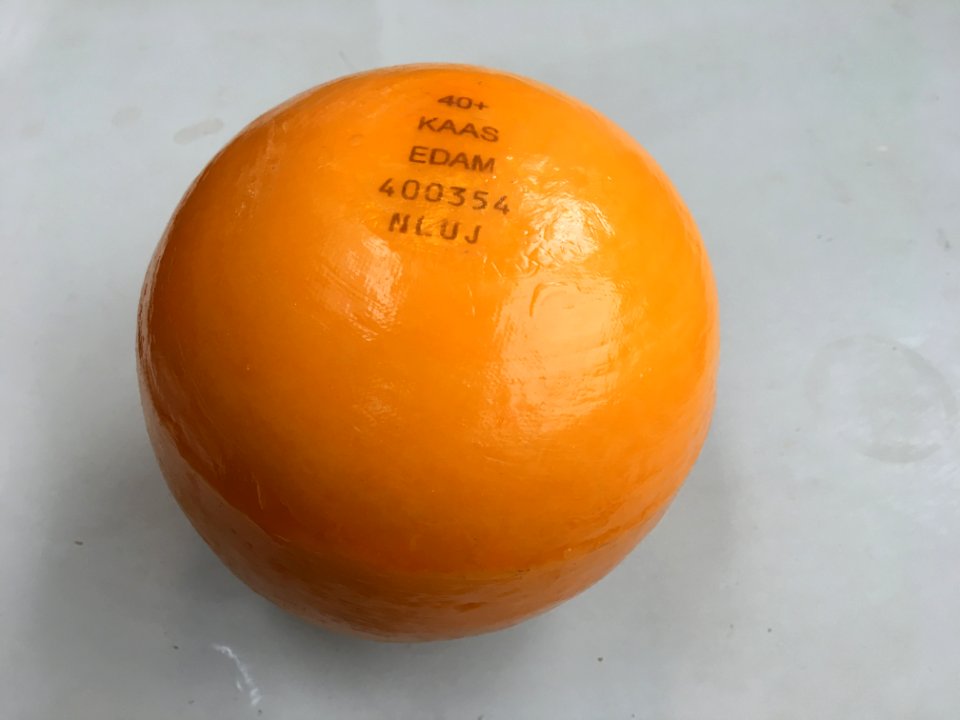 40+
KAAS
EDAM
400354
NLUJ